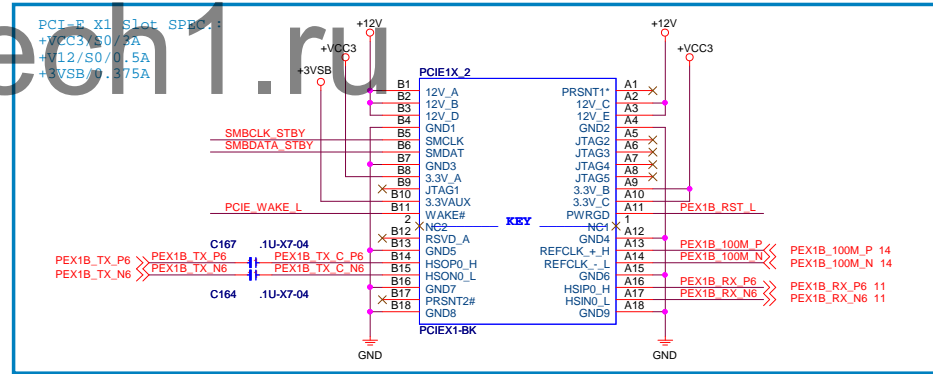 PCI-E X1 Slot SPEC.:
+VCC3/S0/3A
+V12/S0/0.5A
+3VSB/0.375A
ech1.ru
+12V
+VCC3
+3VSB
+12V
+VCC3
PCIE1X_2
B1 12V_A PRSNT1* A1
B2 12V_B 12V_C A2
B3 12V_D 12V_E A3
B4 GND1 GND2 A4
SMBCLK_STBY B5 SMCLK JTAG2 A5
SMBDATA_STBY B6 SMDAT JTAG3 A6
B7 GND3 JTAG4 A7
B8 3.3V_A JTAG5 A8
B9 JTAG1 3.3V_B A9
B10 3.3VAUX 3.3V_C A10
PCIE_WAKE_L B11 WAKE# PWRGD A11 PEX1B_RST_L
2 NC2 KEY NC1 1
B12 RSVD_A GND4 A12
B13 GND5 REFCLK_+_H A13 PEX1B_100M_P PEX1B_100M_P 14
C167 .1U-X7-04
PEX1B_TX_P6 PEX1B_TX_P6 PEX1B_TX_C_P6 B14 HSOP0_H REFCLK_-_L A14 PEX1B_100M_N PEX1B_100M_N 14
PEX1B_TX_N6 PEX1B_TX_N6 PEX1B_TX_C_N6 B15 HSON0_L GND6 A15
C164 .1U-X7-04
B16 GND7 HSIP0_H A16 PEX1B_RX_P6 PEX1B_RX_P6 11
B17 PRSNT2# HSIN0_L A17 PEX1B_RX_N6 PEX1B_RX_N6 11
B18 GND8 GND9 A18
PCIEX1-BK
GND
GND